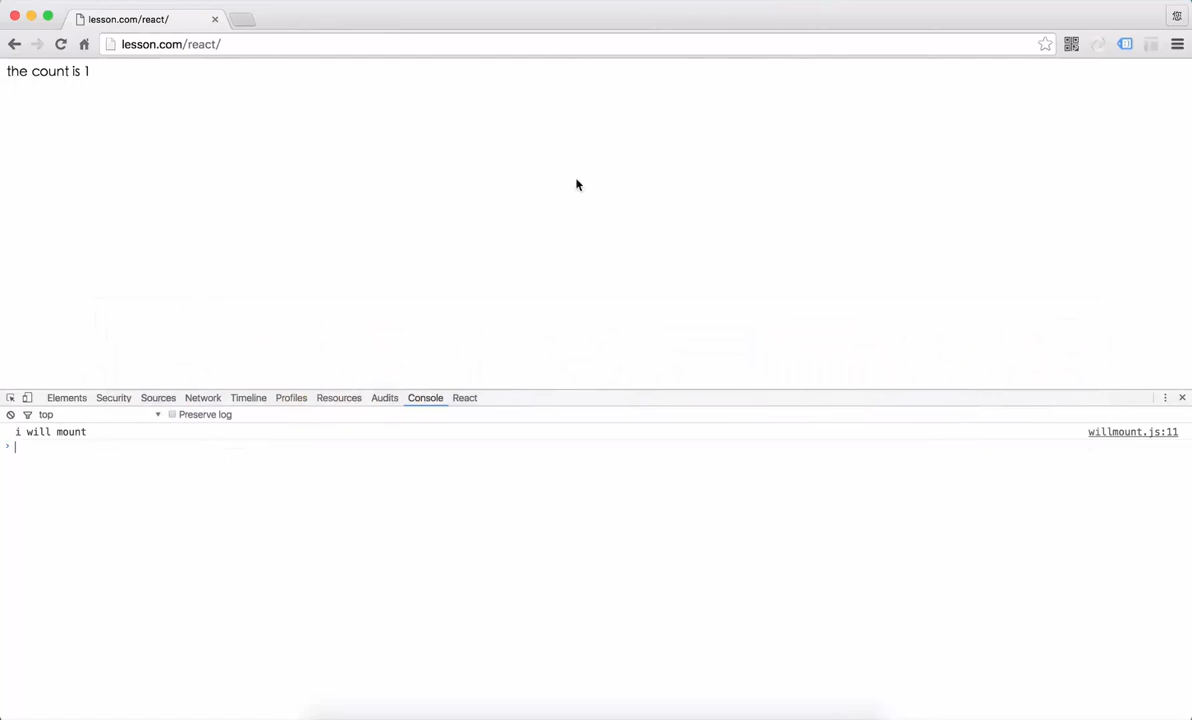 lesson.com/react/
lesson.com/react/
the count is 1
Elements Security Sources Network Timeline Profiles Resources Audits Console React
top Preserve log
i will mount willmount.js:11